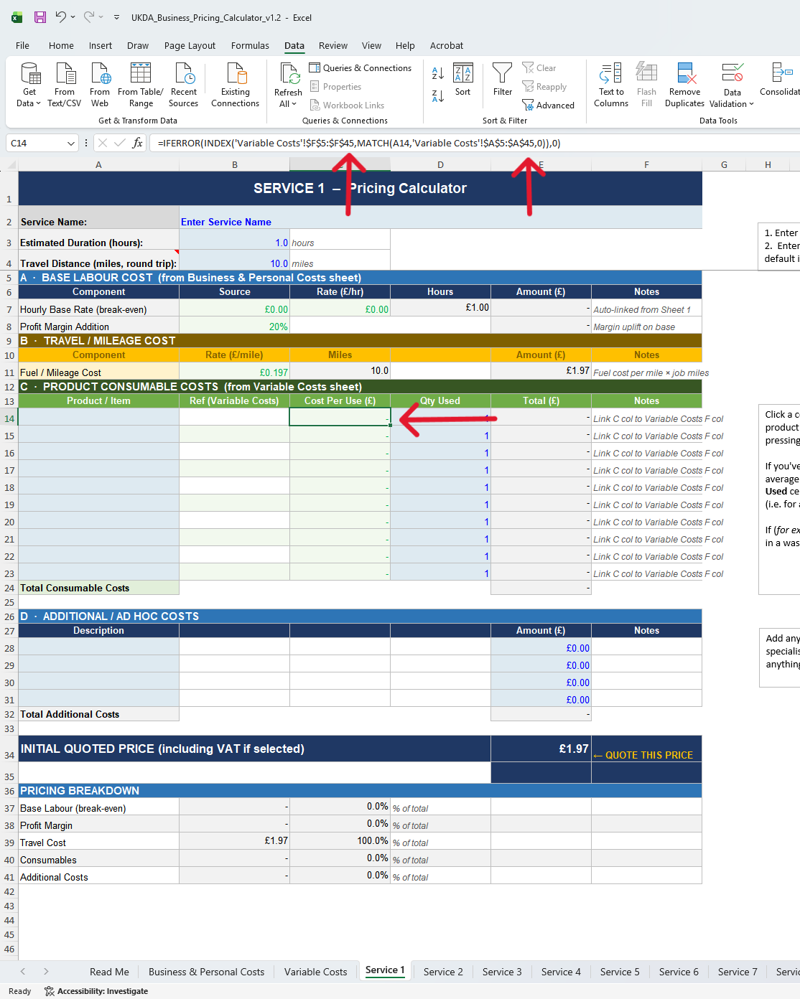 UKDA_Business_Pricing_Calculator_v1.2 - Excel
File Home Insert Draw Page Layout Formulas Data Review View Help Acrobat
Get Data
From Text/CSV
From Web
From Table/ Range
Recent Sources
Existing Connections
Get & Transform Data
Refresh All
Queries & Connections
Properties
Workbook Links
Queries & Connections
Sort
Filter
Clear
Reapply
Advanced
Sort & Filter
Text to Columns
Flash Fill
Remove Duplicates
Data Validation
Consolidat
Data Tools
C14 fx =IFERROR(INDEX('Variable Costs'!$F$5:$F$45,MATCH(A14,'Variable Costs'!$A$5:$A$45,0)),0)
A B C D E F G H
1 SERVICE 1 – Pricing Calculator
2 Service Name: Enter Service Name
3 Estimated Duration (hours): 1.0 hours
4 Travel Distance (miles, round trip): 10.0 miles
5 A · BASE LABOUR COST (from Business & Personal Costs sheet)
6 Component Source Rate (£/hr) Hours Amount (£) Notes
7 Hourly Base Rate (break-even) £0.00 £0.00 £1.00 - Auto-linked from Sheet 1
8 Profit Margin Addition 20% - Margin uplift on base
9 B · TRAVEL / MILEAGE COST
10 Component Rate (£/mile) Miles Amount (£) Notes
11 Fuel / Mileage Cost £0.197 10.0 £1.97 Fuel cost per mile × job miles
12 C · PRODUCT CONSUMABLE COSTS (from Variable Costs sheet)
13 Product / Item Ref (Variable Costs) Cost Per Use (£) Qty Used Total (£) Notes
14 - 1 - Link C col to Variable Costs F col
15 - 1 - Link C col to Variable Costs F col
16 - 1 - Link C col to Variable Costs F col
17 - 1 - Link C col to Variable Costs F col
18 - 1 - Link C col to Variable Costs F col
19 - 1 - Link C col to Variable Costs F col
20 - 1 - Link C col to Variable Costs F col
21 - 1 - Link C col to Variable Costs F col
22 - 1 - Link C col to Variable Costs F col
23 - 1 - Link C col to Variable Costs F col
24 Total Consumable Costs -
25
26 D · ADDITIONAL / AD HOC COSTS
27 Description Amount (£) Notes
28 £0.00
29 £0.00
30 £0.00
31 £0.00
32 Total Additional Costs -
33
34 INITIAL QUOTED PRICE (including VAT if selected) £1.97 ← QUOTE THIS PRICE
35
36 PRICING BREAKDOWN
37 Base Labour (break-even) - 0.0% % of total
38 Profit Margin - 0.0% % of total
39 Travel Cost £1.97 100.0% % of total
40 Consumables - 0.0% % of total
41 Additional Costs - 0.0% % of total
42
43
44
45
46
1. Enter
2. Enter
default i
Click a c
product
pressing
If you've
average
Used ce
(i.e. for a
If (for ex
in a was
Add any
specialis
anything
Read Me Business & Personal Costs Variable Costs Service 1 Service 2 Service 3 Service 4 Service 5 Service 6 Service 7 Servic
Ready Accessibility: Investigate